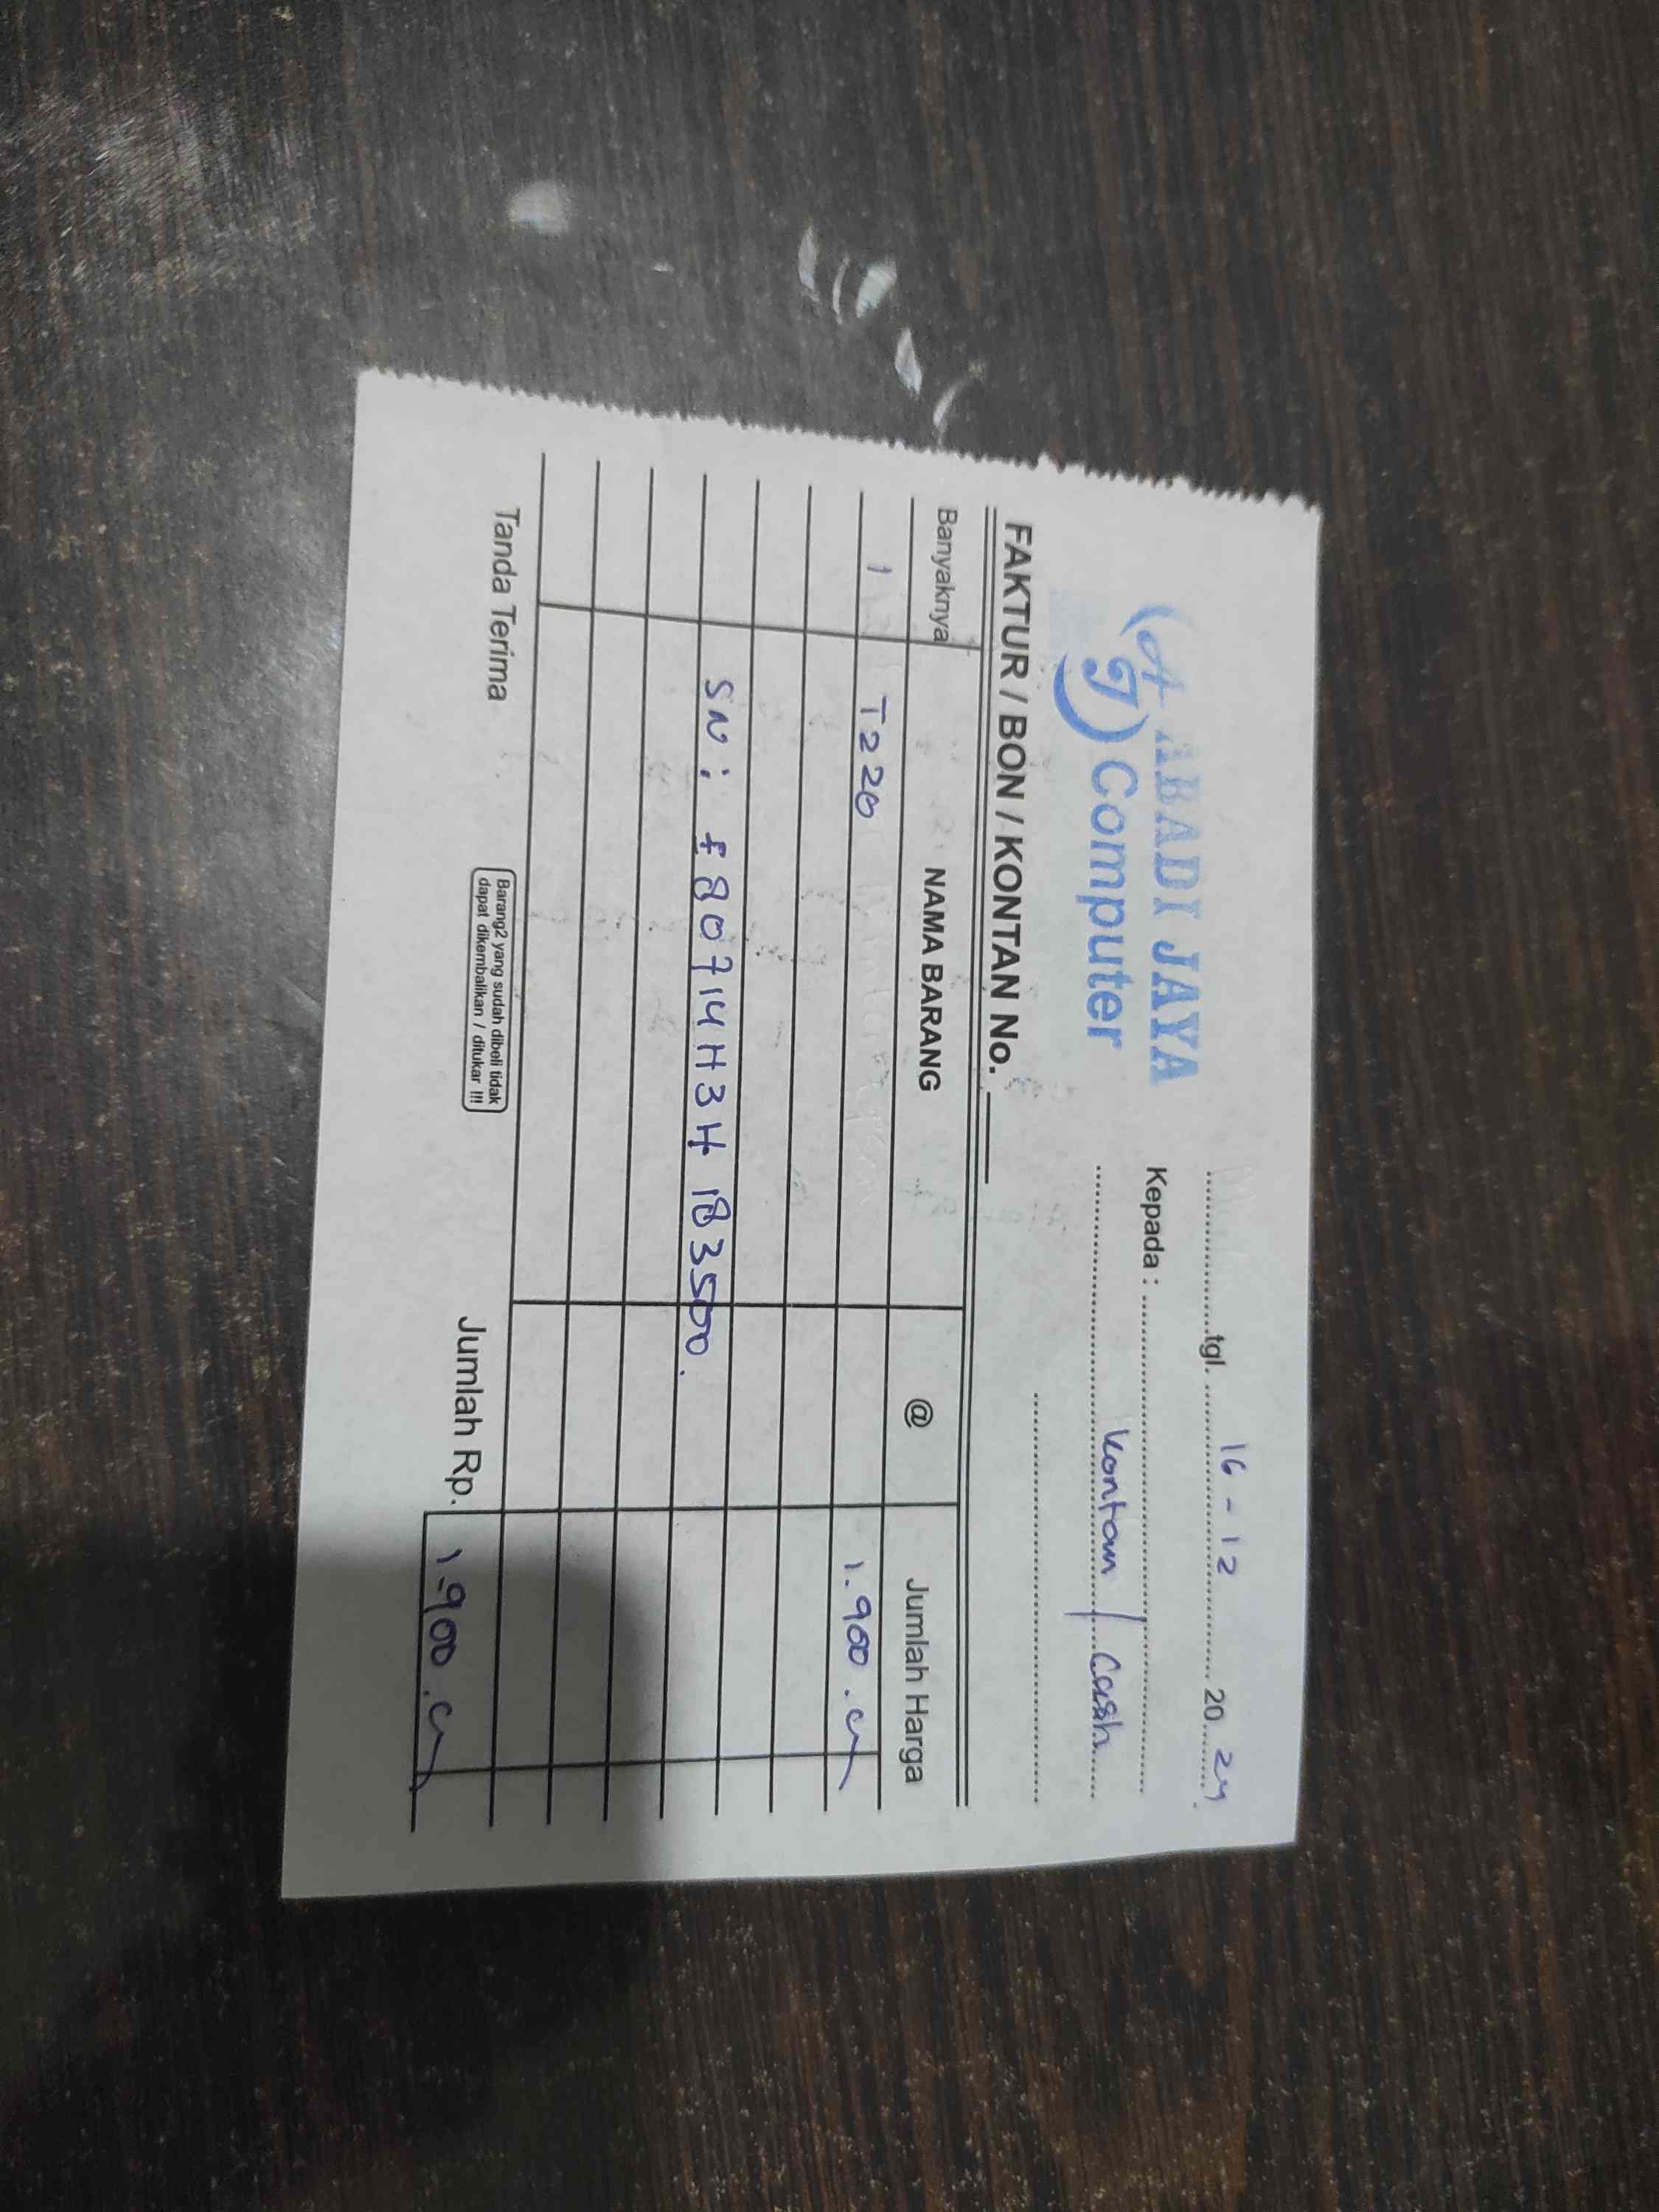 A ABADI JAYA
J Computer
tgl. 16 - 12 20 24
Kepada :
Kontan / Cash
FAKTUR / BON / KONTAN No.
Banyaknya NAMA BARANG @ Jumlah Harga
1 T220 1.900.
SN : F80714H3H 183500.
Tanda Terima
Barang2 yang sudah dibeli tidak
dapat dikembalikan / ditukar !!!
Jumlah Rp. 1.900.